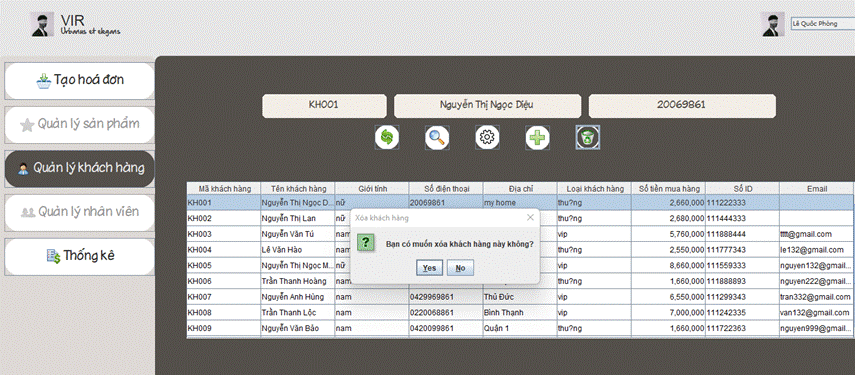 VIR
Urbanus et elegans
Lê Quốc Phòng
Tạo hoá đơn
Quản lý sản phẩm
Quản lý khách hàng
Quản lý nhân viên
Thống kê
KH001 Nguyễn Thị Ngọc Diệu 20069861
Mã khách hàng Tên khách hàng Giới tính Số điện thoại Địa chỉ Loại khách hàng Số tiền mua hàng Số ID Email
KH001 Nguyễn Thị Ngọc D... nữ 20069861 my home thu?ng 2,660,000 111222333
KH002 Nguyễn Thị Lan nữ thu?ng 2,680,000 111444333
KH003 Nguyễn Văn Tú nam vip 5,760,000 111888444 tttt@gmail.com
KH004 Lê Văn Hào nam thu?ng 2,550,000 111777343 le132@gmail.com
KH005 Nguyễn Thị Ngọc M... nữ vip 8,660,000 111559333 nguyen132@gmail...
KH006 Trần Thanh Hoàng nam thu?ng 1,660,000 111888893 nguyen222@gmail...
KH007 Nguyễn Anh Hùng nam 0429969861 Thủ Đức vip 6,550,000 111299343 tran332@gmail.com
KH008 Trần Thanh Lộc nam 0220068861 Bình Thạnh vip 7,000,000 111242335 van132@gmail.com
KH009 Nguyễn Văn Bảo nam 0420099861 Quận 1 thu?ng 1,660,000 111722363 nguyen999@gmail...
Xóa khách hàng
Bạn có muốn xóa khách hàng này không?
Yes No